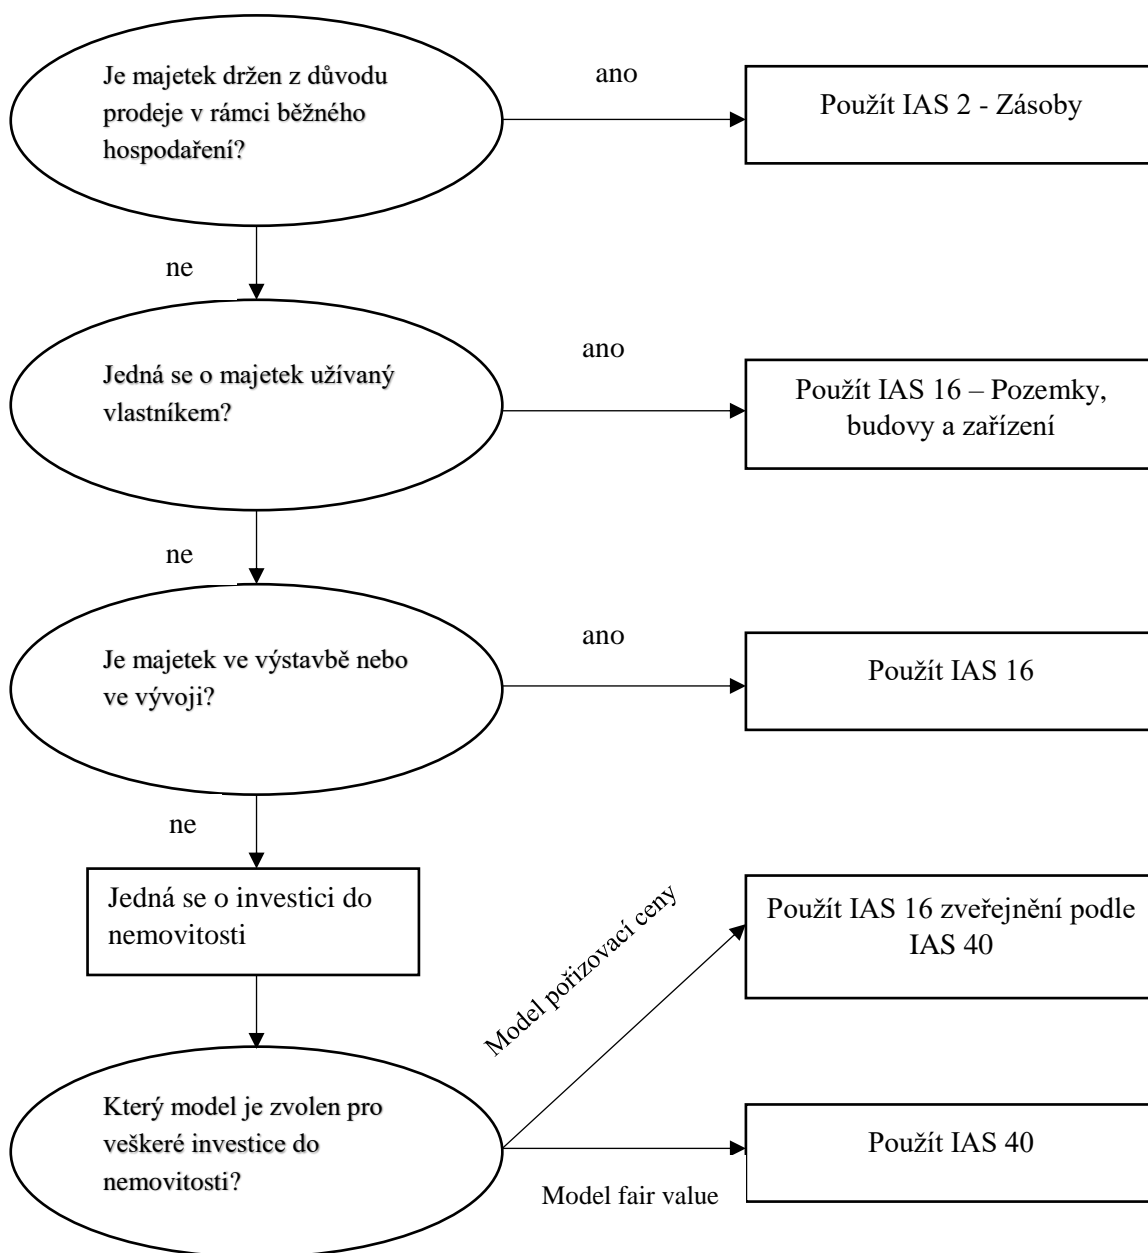 Je majetek držen z důvodu
prodeje v rámci běžného
hospodaření?
ano
Použít IAS 2 - Zásoby
ne
Jedná se o majetek užívaný
vlastníkem?
ano
Použít IAS 16 – Pozemky,
budovy a zařízení
ne
Je majetek ve výstavbě nebo
ve vývoji?
ano
Použít IAS 16
ne
Jedná se o investici do
nemovitosti
Model pořizovací ceny
Použít IAS 16 zveřejnění podle
IAS 40
Který model je zvolen pro
veškeré investice do
nemovitosti?
Model fair value
Použít IAS 40